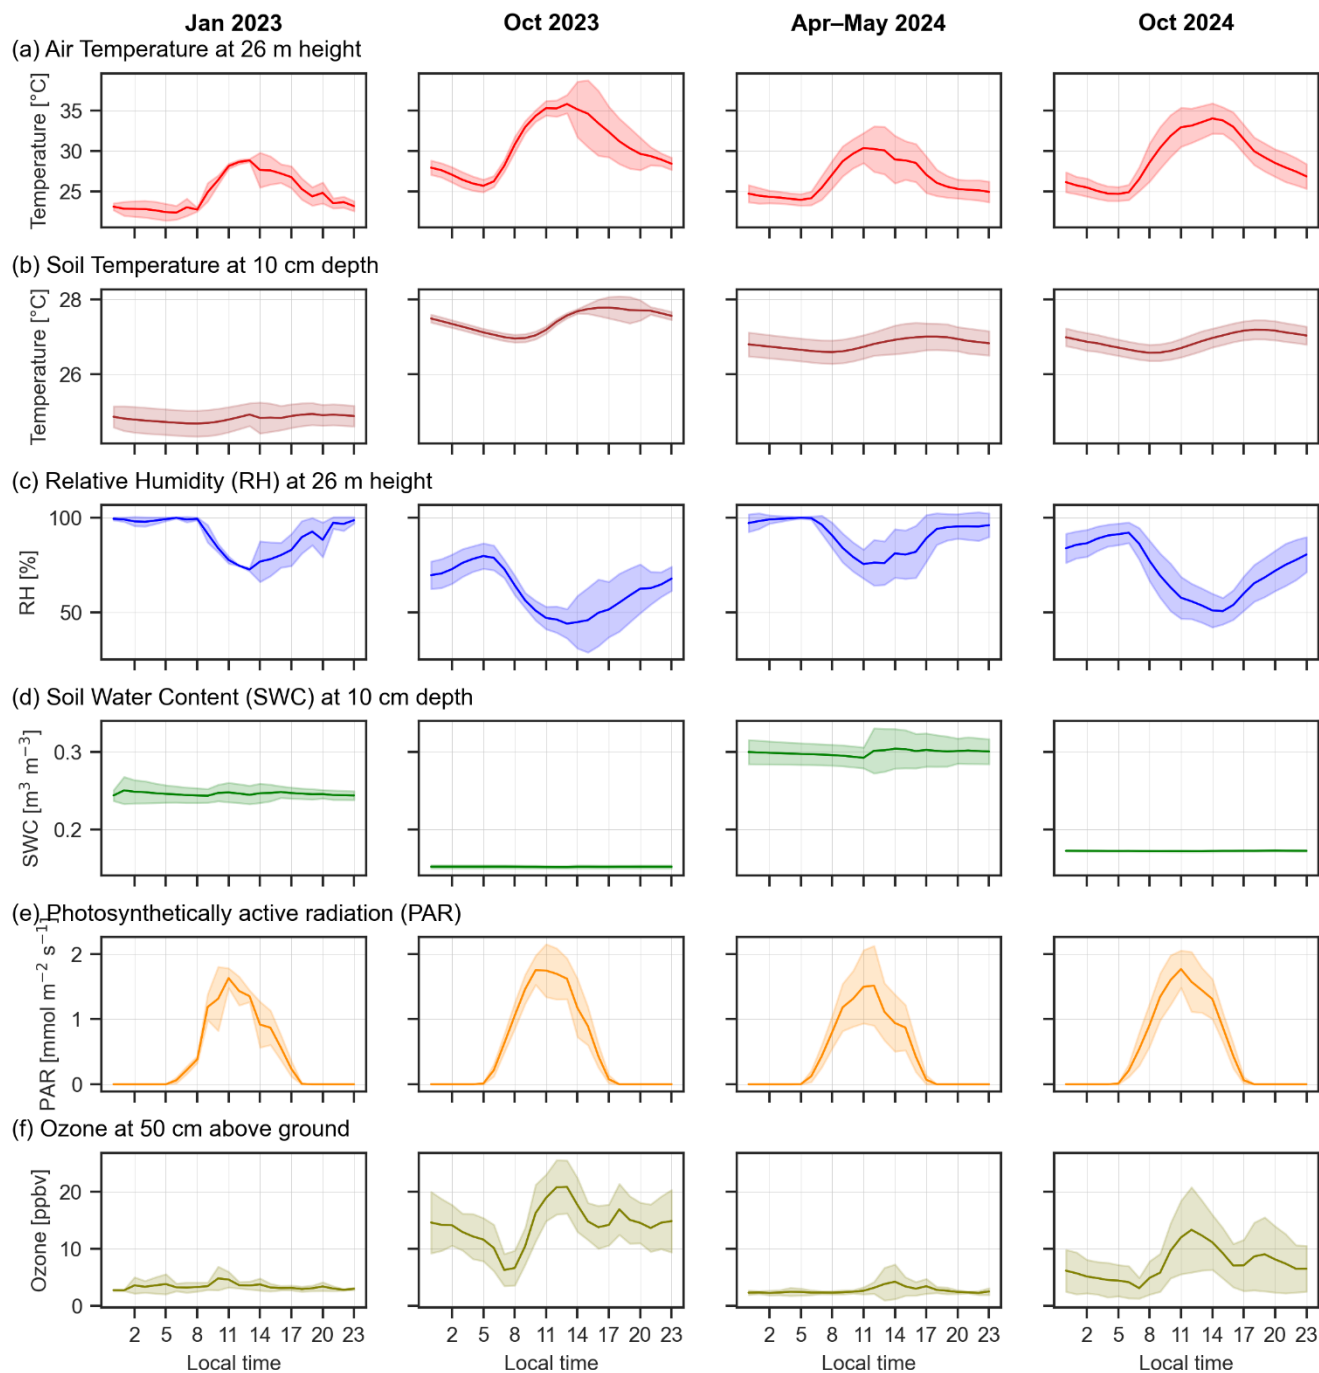 Jan 2023 Oct 2023 Apr–May 2024 Oct 2024
(a) Air Temperature at 26 m height
Temperature [°C]
35
30
25
(b) Soil Temperature at 10 cm depth
Temperature [°C]
28
26
(c) Relative Humidity (RH) at 26 m height
RH [%]
100
50
(d) Soil Water Content (SWC) at 10 cm depth
SWC [m³ m⁻³]
0.3
0.2
(e) Photosynthetically active radiation (PAR)
PAR [mmol m⁻² s⁻¹]
2
1
0
(f) Ozone at 50 cm above ground
Ozone [ppbv]
20
10
0
2 5 8 11 14 17 20 23 2 5 8 11 14 17 20 23 2 5 8 11 14 17 20 23 2 5 8 11 14 17 20 23
Local time Local time Local time Local time